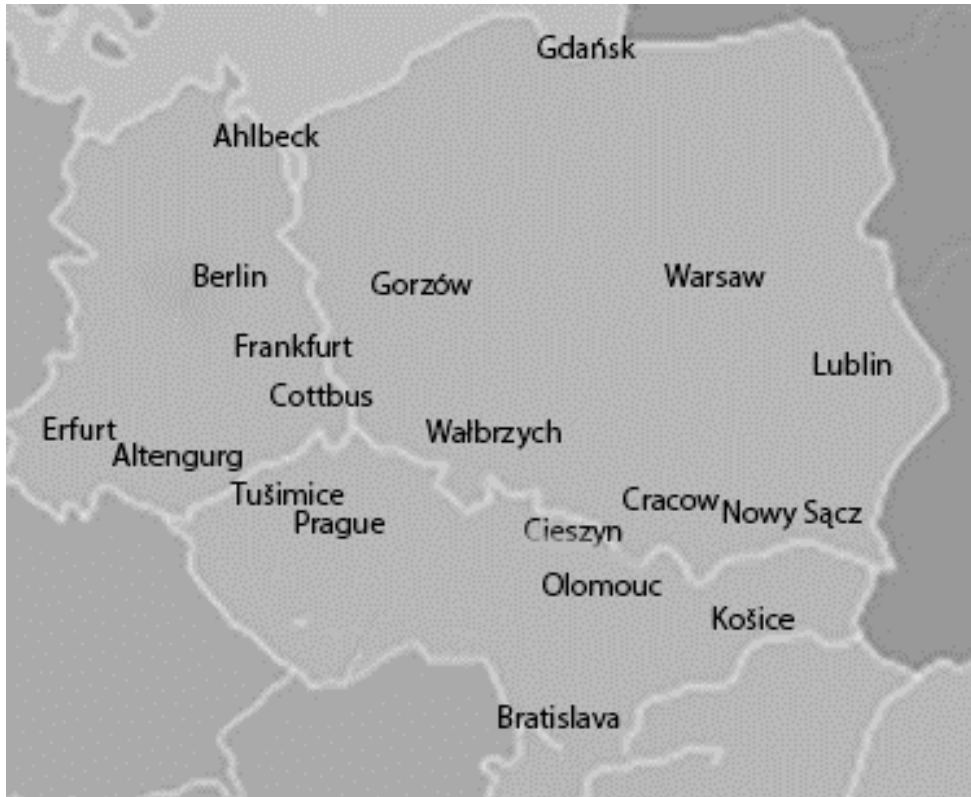 Gdańsk
Ahlbeck
Berlin
Gorzów
Warsaw
Frankfurt
Lublin
Cottbus
Erfurt
Wałbrzych
Altengurg
Tušimice
Cracow
Nowy Sącz
Prague
Cieszyn
Olomouc
Košice
Bratislava